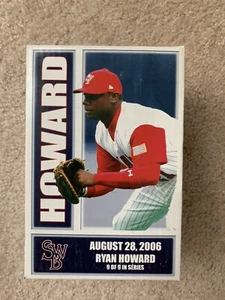 HOWARD
AUGUST 28, 2006
RYAN HOWARD
9 OF 9 IN SERIES
SWB